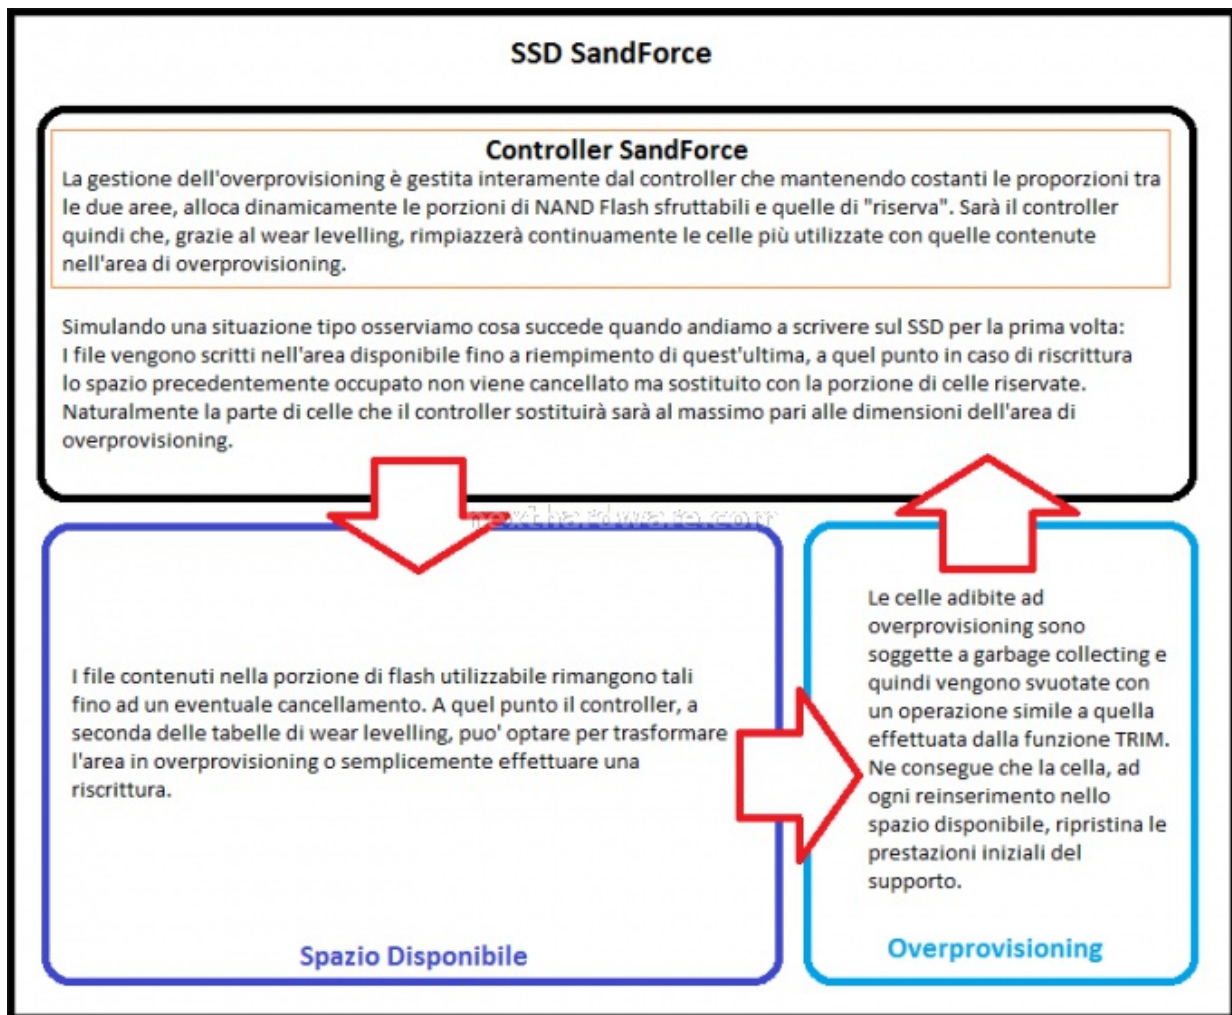 SSD SandForce
Controller SandForce
La gestione dell'overprovisioning è gestita interamente dal controller che mantenendo costanti le proporzioni tra
le due aree, alloca dinamicamente le porzioni di NAND Flash sfruttabili e quelle di "riserva". Sarà il controller
quindi che, grazie al wear levelling, rimpiazzerà continuamente le celle più utilizzate con quelle contenute
nell'area di overprovisioning.
Simulando una situazione tipo osserviamo cosa succede quando andiamo a scrivere sul SSD per la prima volta:
I file vengono scritti nell'area disponibile fino a riempimento di quest'ultima, a quel punto in caso di riscrittura
lo spazio precedentemente occupato non viene cancellato ma sostituito con la porzione di celle riservate.
Naturalmente la parte di celle che il controller sostituirà sarà al massimo pari alle dimensioni dell'area di
overprovisioning.
nexthardware.com
I file contenuti nella porzione di flash utilizzabile rimangono tali
fino ad un eventuale cancellamento. A quel punto il controller, a
seconda delle tabelle di wear levelling, puo' optare per trasformare
l'area in overprovisioning o semplicemente effettuare una
riscrittura.
Spazio Disponibile
Le celle adibite ad
overprovisioning sono
soggette a garbage collecting e
quindi vengono svuotate con
un operazione simile a quella
effettuata dalla funzione TRIM.
Ne consegue che la cella, ad
ogni reinserimento nello
spazio disponibile, ripristina le
prestazioni iniziali del
supporto.
Overprovisioning